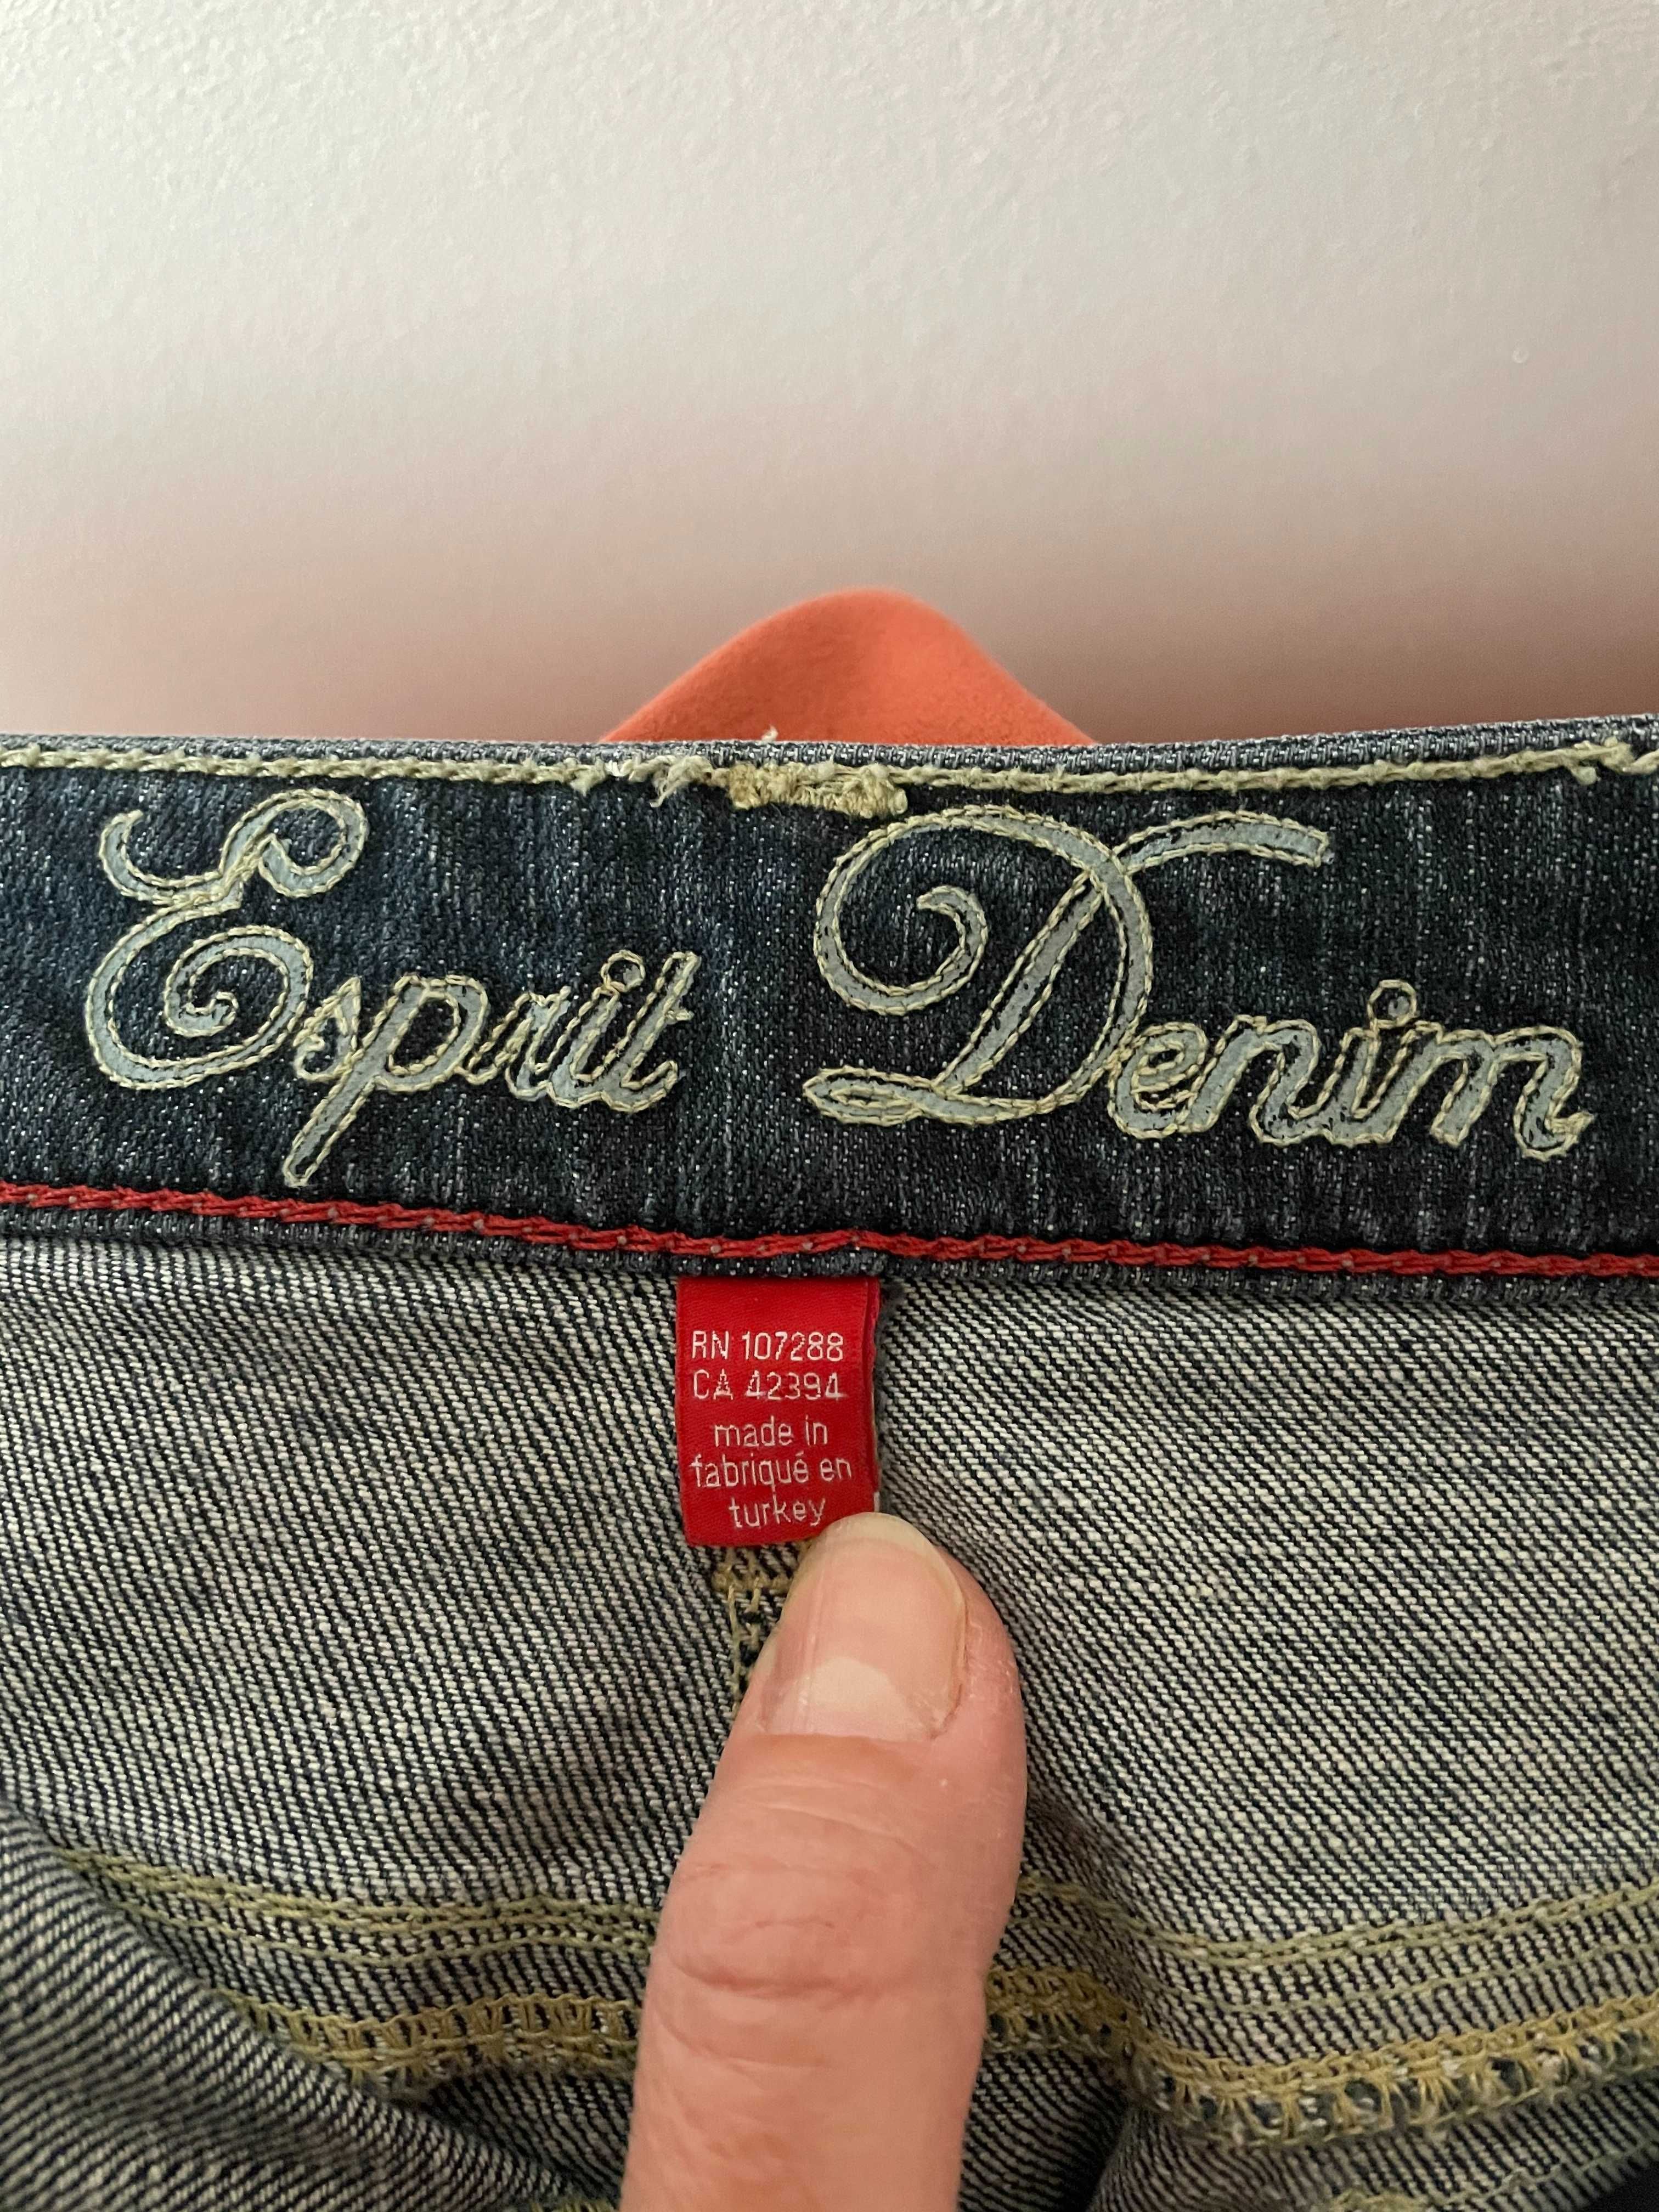 Esprit Denim
RN 107288
CA 42394
made in
fabriqué en
turkey